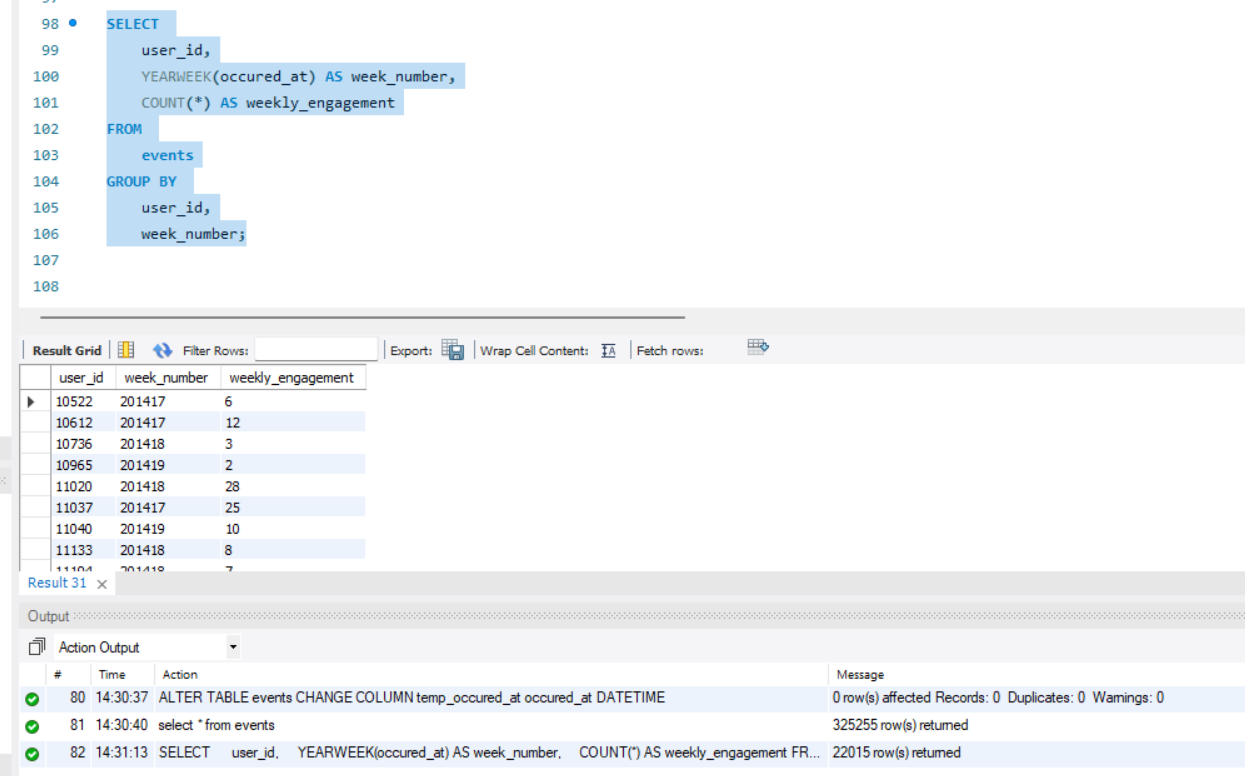 97
98 SELECT
99 user_id,
100 YEARWEEK(occured_at) AS week_number,
101 COUNT(*) AS weekly_engagement
102 FROM
103 events
104 GROUP BY
105 user_id,
106 week_number;
107
108
Result Grid Filter Rows: Export: Wrap Cell Content: IA Fetch rows:
user_id week_number weekly_engagement
10522 201417 6
10612 201417 12
10736 201418 3
10965 201419 2
11020 201418 28
11037 201417 25
11040 201419 10
11133 201418 8
11194 201418 7
Result 31 ×
Output
Action Output
# Time Action Message
80 14:30:37 ALTER TABLE events CHANGE COLUMN temp_occured_at occured_at DATETIME 0 row(s) affected Records: 0 Duplicates: 0 Warnings: 0
81 14:30:40 select * from events 325255 row(s) returned
82 14:31:13 SELECT user_id, YEARWEEK(occured_at) AS week_number, COUNT(*) AS weekly_engagement FR... 22015 row(s) returned